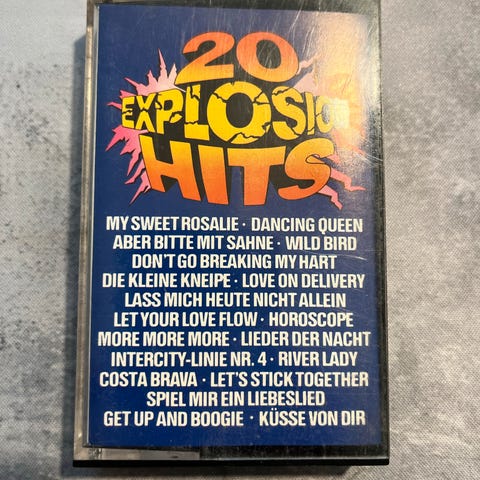 20
EXPLOSION
HITS
MY SWEET ROSALIE · DANCING QUEEN
ABER BITTE MIT SAHNE · WILD BIRD
DON'T GO BREAKING MY HART
DIE KLEINE KNEIPE · LOVE ON DELIVERY
LASS MICH HEUTE NICHT ALLEIN
LET YOUR LOVE FLOW · HOROSCOPE
MORE MORE MORE · LIEDER DER NACHT
INTERCITY-LINIE NR. 4 · RIVER LADY
COSTA BRAVA · LET'S STICK TOGETHER
SPIEL MIR EIN LIEBESLIED
GET UP AND BOOGIE · KÜSSE VON DIR